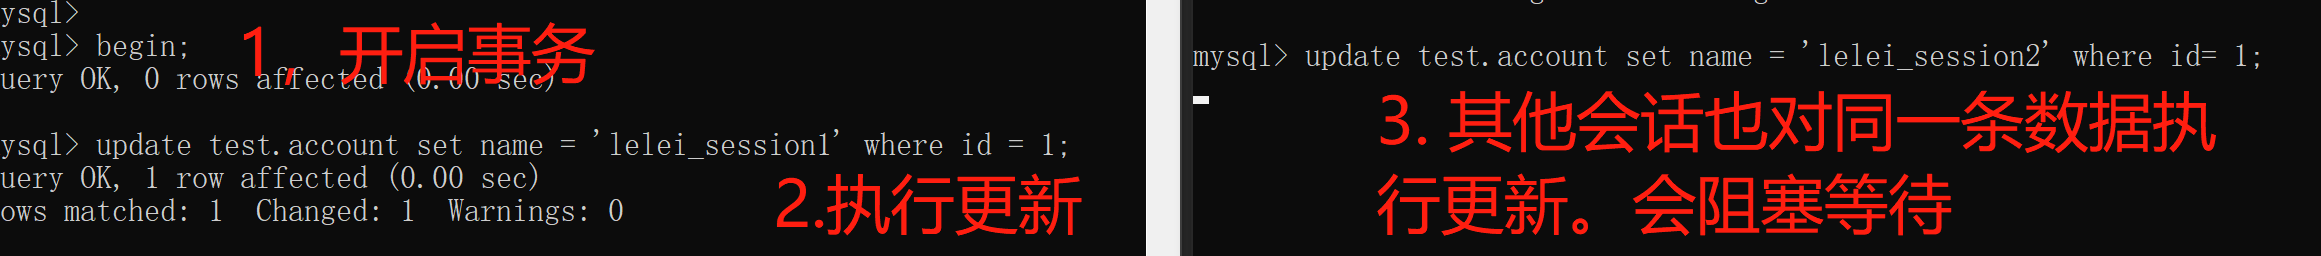 ysql>
ysql> begin;
1，开启事务
uery OK, 0 rows affected (0.00 sec)
ysql> update test.account set name = 'lelei_session1' where id = 1;
uery OK, 1 row affected (0.00 sec)
ows matched: 1  Changed: 1  Warnings: 0
2.执行更新
mysql> update test.account set name = 'lelei_session2' where id= 1;
3. 其他会话也对同一条数据执
行更新。会阻塞等待